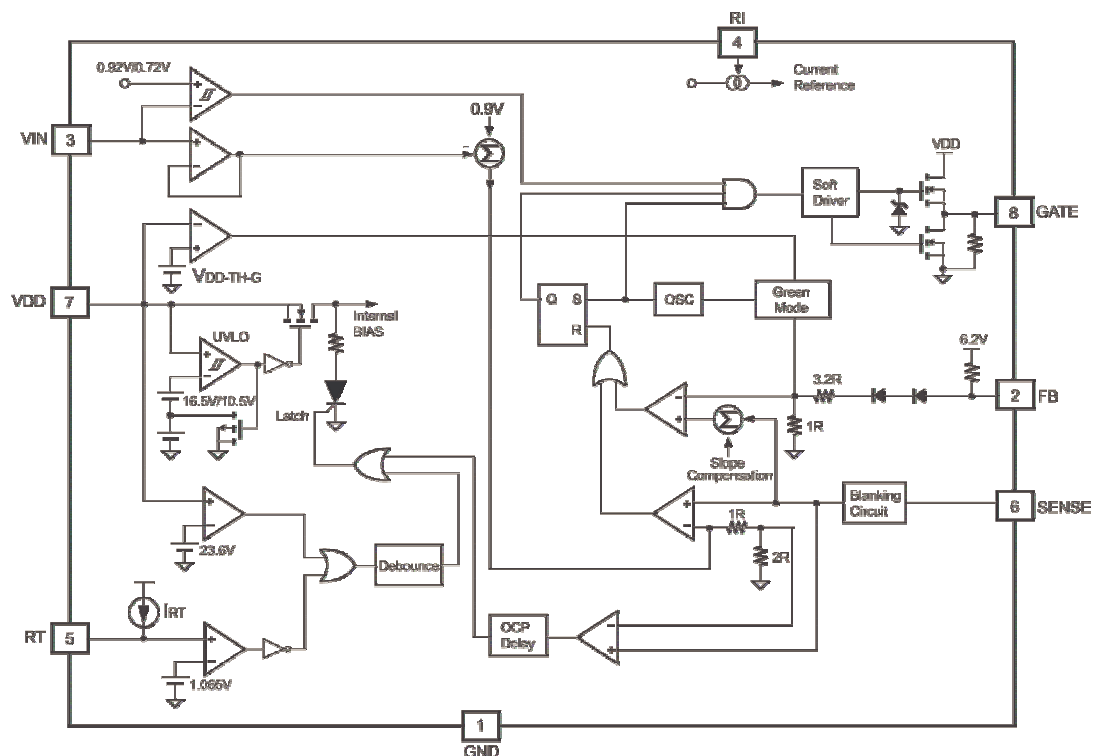 RI
4
Current
Reference
0.92V/0.72V
+
-
0.9V
VIN
3
+
-
-
Σ
VDD
Soft
Driver
8
GATE
-
+
VDD-TH-G
VDD
7
Internal
BIAS
Q
S
R
OSC
Green
Mode
UVLO
+
-
16.5V/10.5V
Latch
6.2V
3.2R
2
FB
-
+
Σ
1R
Slope
Compensation
Blanking
Circuit
6
SENSE
+
-
1R
2R
+
-
23.6V
Debounce
IRT
RT
5
+
-
1.065V
OCP
Delay
-
+
1
GND